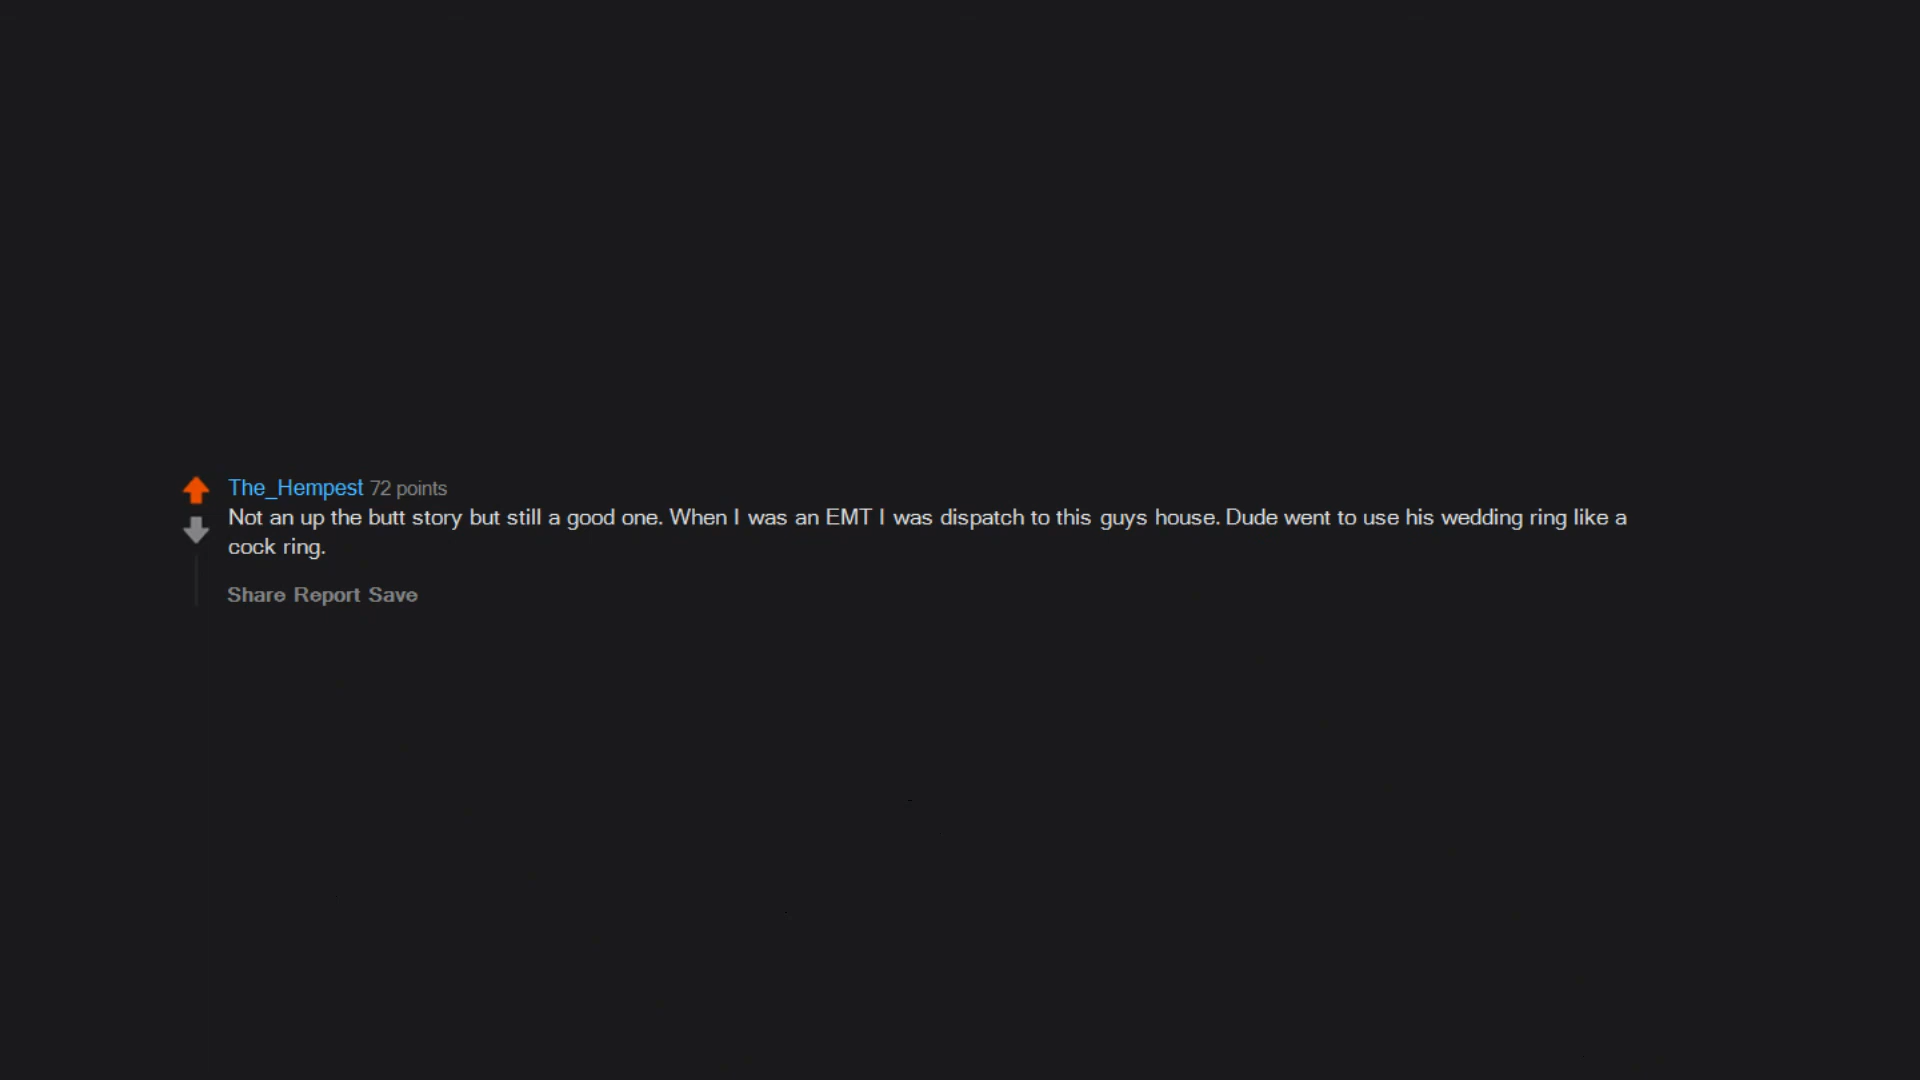 The_Hempest 72 points
Not an up the butt story but still a good one. When I was an EMT I was dispatch to this guys house. Dude went to use his wedding ring like a
cock ring.
Share Report Save